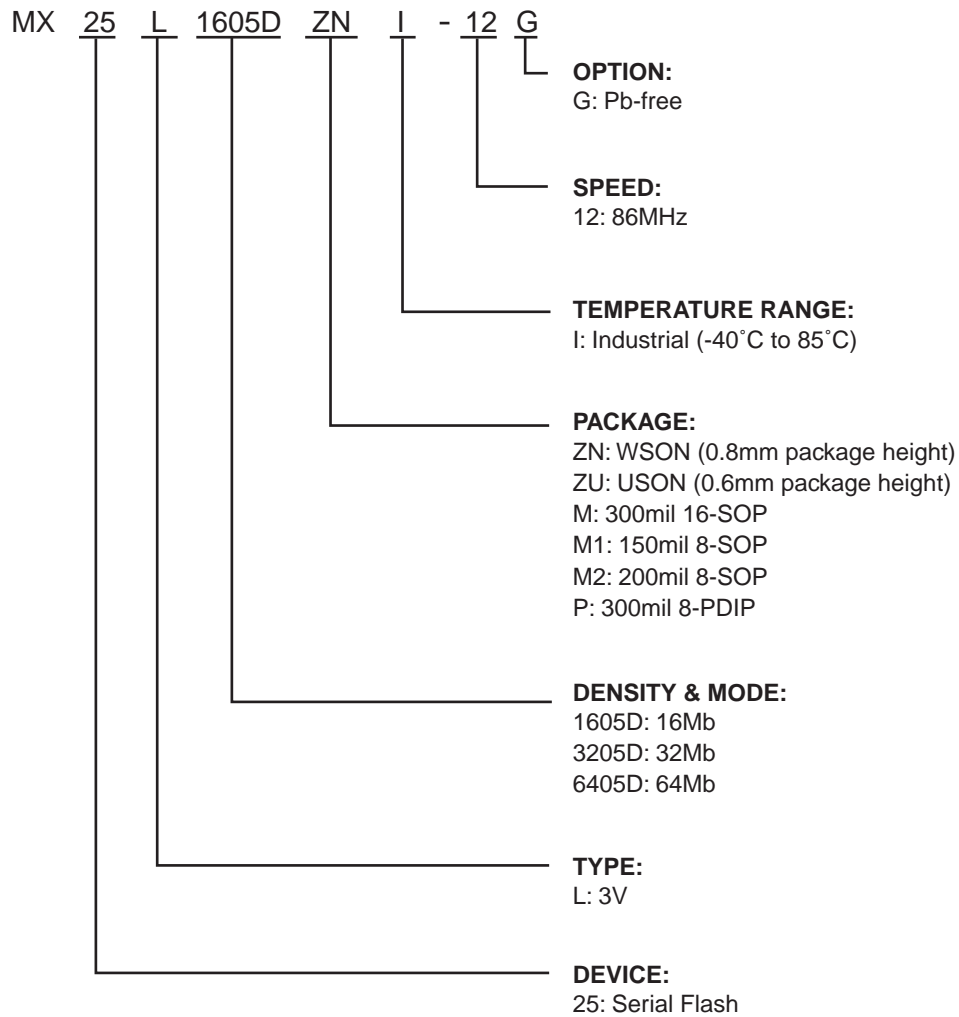 MX 25 L 1605D ZN I - 12 G
OPTION:
G: Pb-free
SPEED:
12: 86MHz
TEMPERATURE RANGE:
I: Industrial (-40˚C to 85˚C)
PACKAGE:
ZN: WSON (0.8mm package height)
ZU: USON (0.6mm package height)
M: 300mil 16-SOP
M1: 150mil 8-SOP
M2: 200mil 8-SOP
P: 300mil 8-PDIP
DENSITY & MODE:
1605D: 16Mb
3205D: 32Mb
6405D: 64Mb
TYPE:
L: 3V
DEVICE:
25: Serial Flash